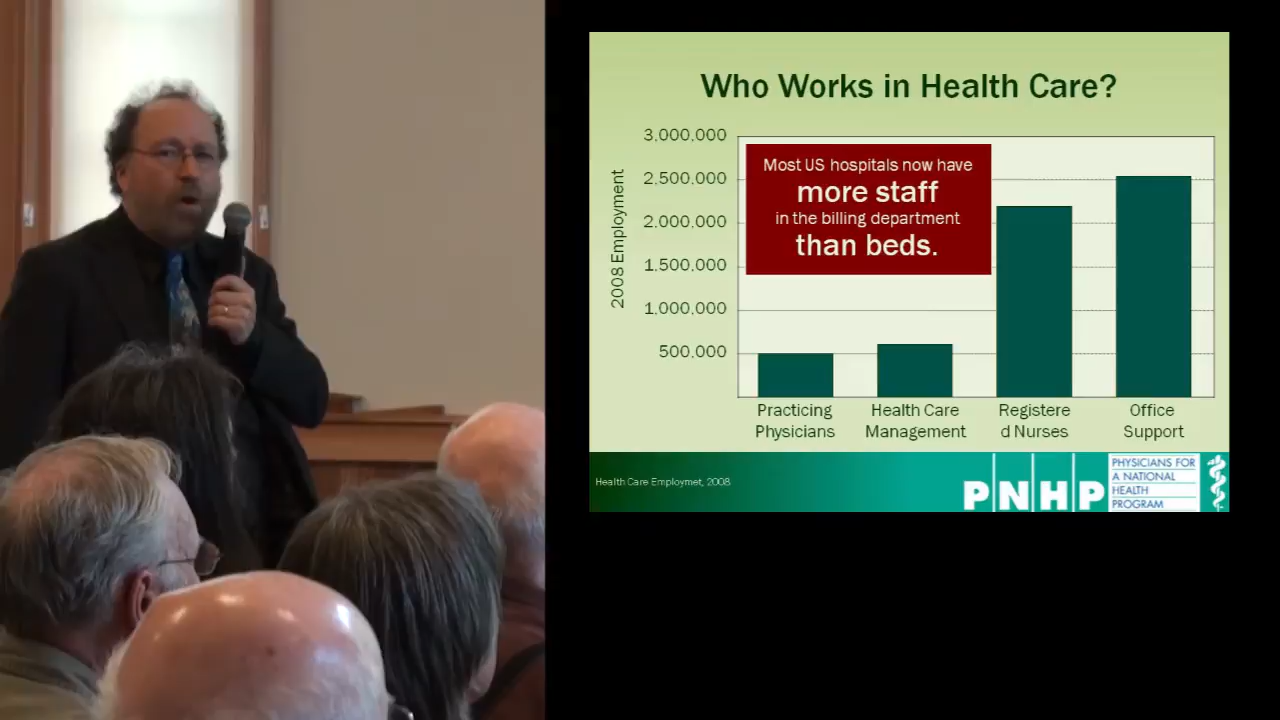 Who Works in Health Care?
3,000,000
2,500,000
2,000,000
1,500,000
1,000,000
500,000
2008 Employment
Most US hospitals now have
more staff
in the billing department
than beds.
Practicing
Physicians
Health Care
Management
Registere
d Nurses
Office
Support
Health Care Employmet, 2008
PNHP
PHYSICIANS FOR
A NATIONAL
HEALTH
PROGRAM